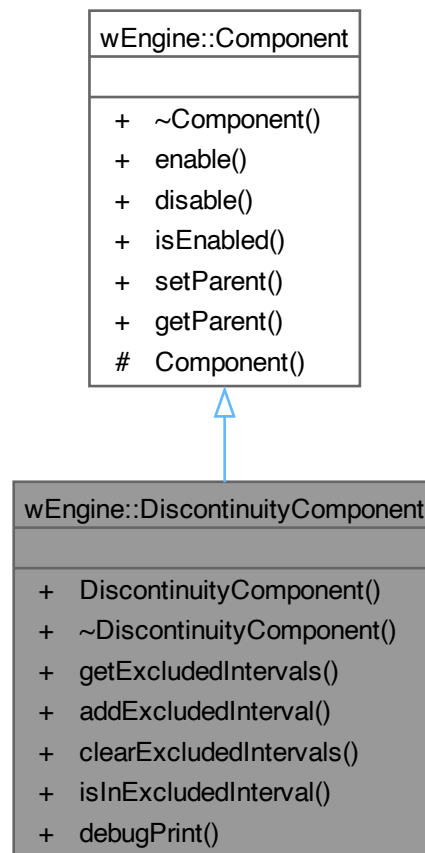 wEngine::Component
+ ~Component()
+ enable()
+ disable()
+ isEnabled()
+ setParent()
+ getParent()
# Component()
wEngine::DiscontinuityComponent
+ DiscontinuityComponent()
+ ~DiscontinuityComponent()
+ getExcludedIntervals()
+ addExcludedInterval()
+ clearExcludedIntervals()
+ isInExcludedInterval()
+ debugPrint()